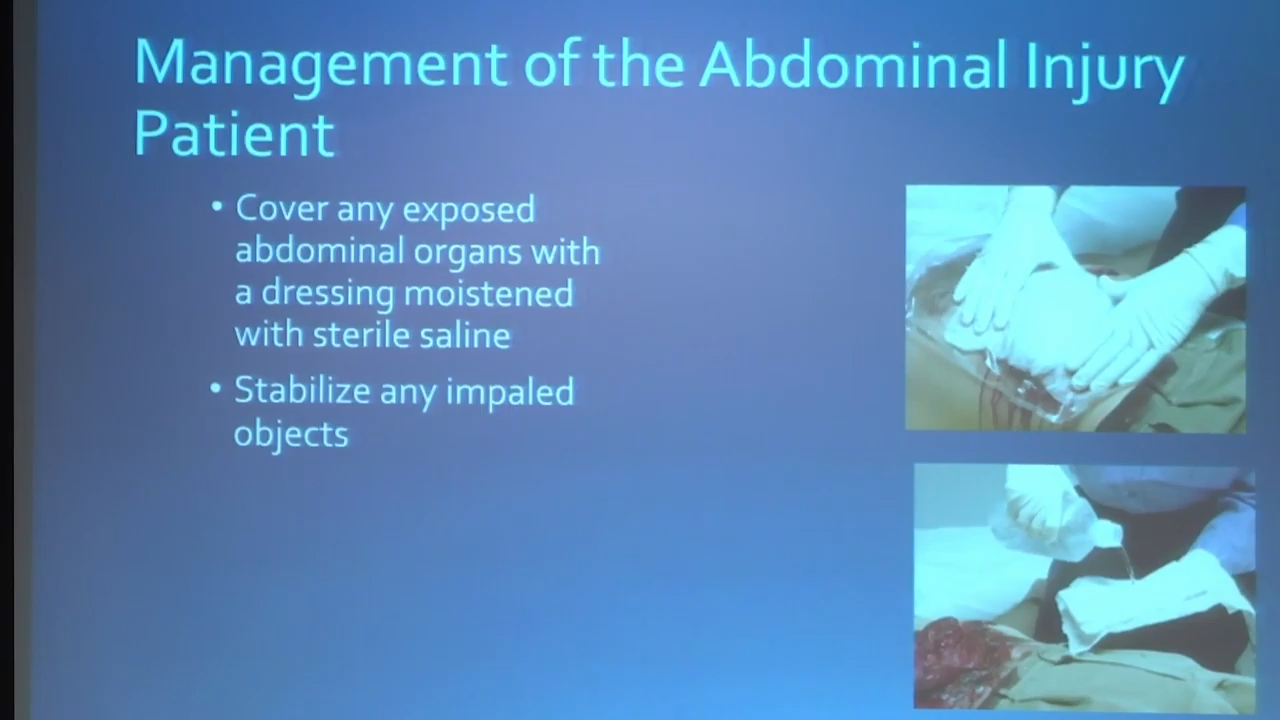 Management of the Abdominal Injury
Patient
• Cover any exposed
abdominal organs with
a dressing moistened
with sterile saline
• Stabilize any impaled
objects